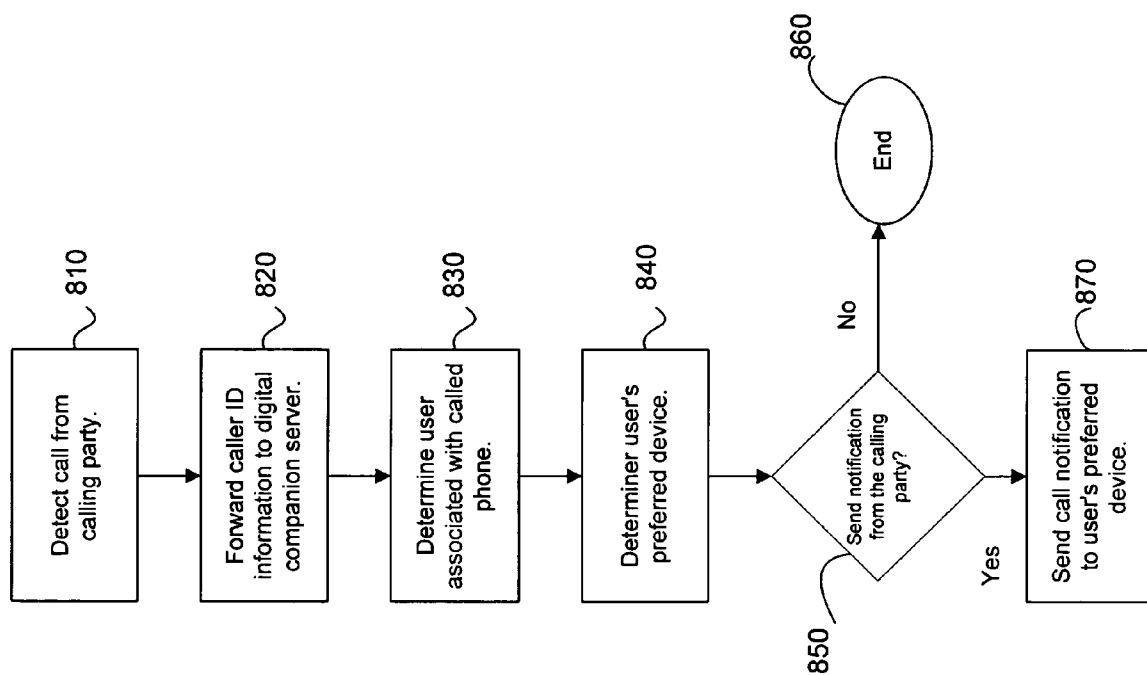 810
Detect call from
calling party.
820
Forward caller ID
information to digital
companion server.
830
Determine user
associated with called
phone.
840
Determiner user's
preferred device.
850
Send notification
from the calling
party?
No
860
End
Yes
870
Send call notification
to user's preferred
device.